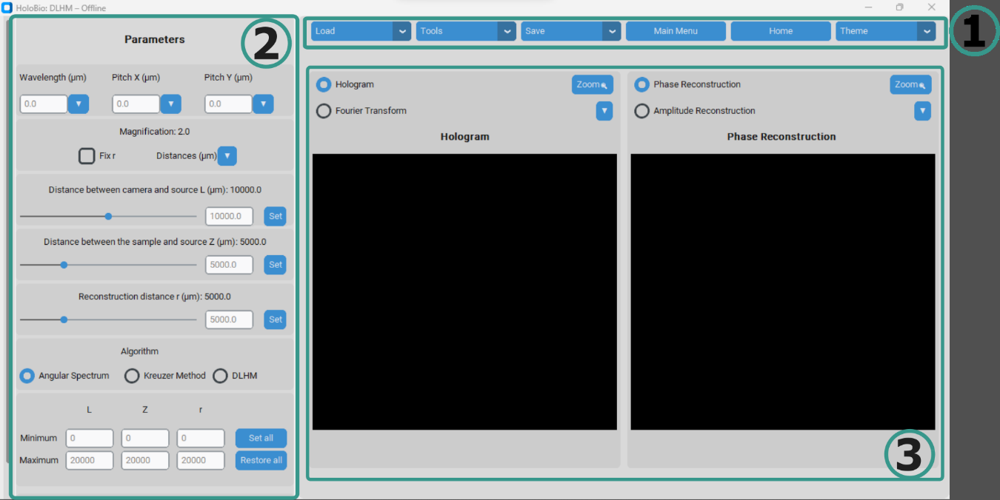 HoloBio: DLHM – Offline
1
Load Tools Save Main Menu Home Theme
2
Parameters
Wavelength (µm) Pitch X (µm) Pitch Y (µm)
0.0 0.0 0.0
Magnification: 2.0
Fix r Distances (µm)
Distance between camera and source L (µm): 10000.0
10000.0 Set
Distance between the sample and source Z (µm): 5000.0
5000.0 Set
Reconstruction distance r (µm): 5000.0
5000.0 Set
Algorithm
Angular Spectrum Kreuzer Method DLHM
L Z r
Minimum 0 0 0 Set all
Maximum 20000 20000 20000 Restore all
Hologram Zoom
Fourier Transform
Hologram
Phase Reconstruction Zoom
Amplitude Reconstruction
Phase Reconstruction
3